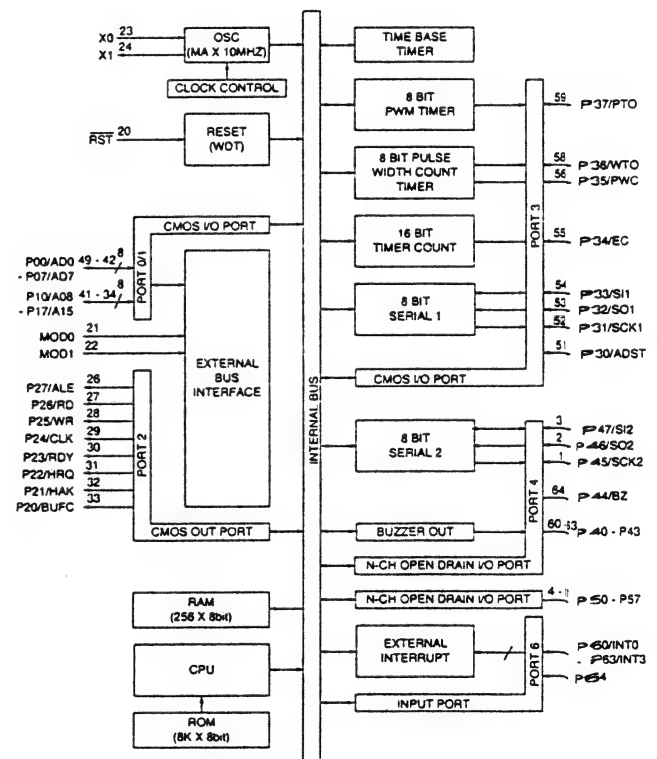 X0 23
X1 24
OSC
(MA X 10MHZ)
CLOCK CONTROL
RST 20
RESET
(WDT)
CMOS I/O PORT
PORT 0/1
P00/AD0 49 - 42 8
- P07/AD7
P10/A08 41 - 34 8
- P17/A15
MOD0 21
MOD1 22
EXTERNAL
BUS
INTERFACE
P27/ALE 26
P26/RD 27
P25/WR 28
P24/CLK 29
P23/RDY 30
P22/HRQ 31
P21/HAK 32
P20/BUFC 33
PORT 2
CMOS OUT PORT
RAM
(256 X 8bit)
CPU
ROM
(8K X 8bit)
INTERNAL BUS
TIME BASE
TIMER
8 BIT
PWM TIMER
8 BIT PULSE
WIDTH COUNT
TIMER
16 BIT
TIMER COUNT
8 BIT
SERIAL 1
CMOS I/O PORT
PORT 3
59 P37/PTO
58 P36/WTO
56 P35/PWC
55 P34/EC
54 P33/SI1
53 P32/SO1
52 P31/SCK1
51 P30/ADST
8 BIT
SERIAL 2
BUZZER OUT
N-CH OPEN DRAIN I/O PORT
PORT 4
3 P47/SI2
2 P46/SO2
1 P45/SCK2
64 P44/BZ
60 -63 P40 - P43
N-CH OPEN DRAIN I/O PORT
P50 - P57
EXTERNAL
INTERRUPT
INPUT PORT
PORT 6
P60/INT0
- P63/INT3
P64